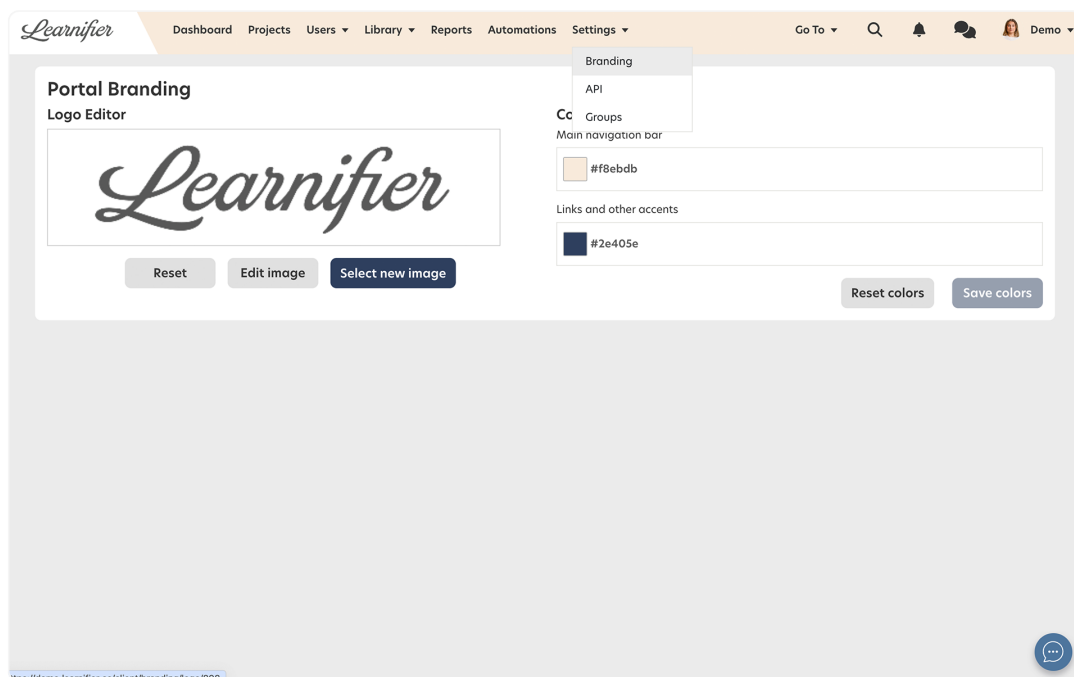 Learnifier Dashboard Projects Users Library Reports Automations Settings Go To Demo
Branding
API
Groups
Portal Branding
Logo Editor
Learnifier
Reset Edit image Select new image
Co
Main navigation bar
#f8ebdb
Links and other accents
#2e405e
Reset colors Save colors